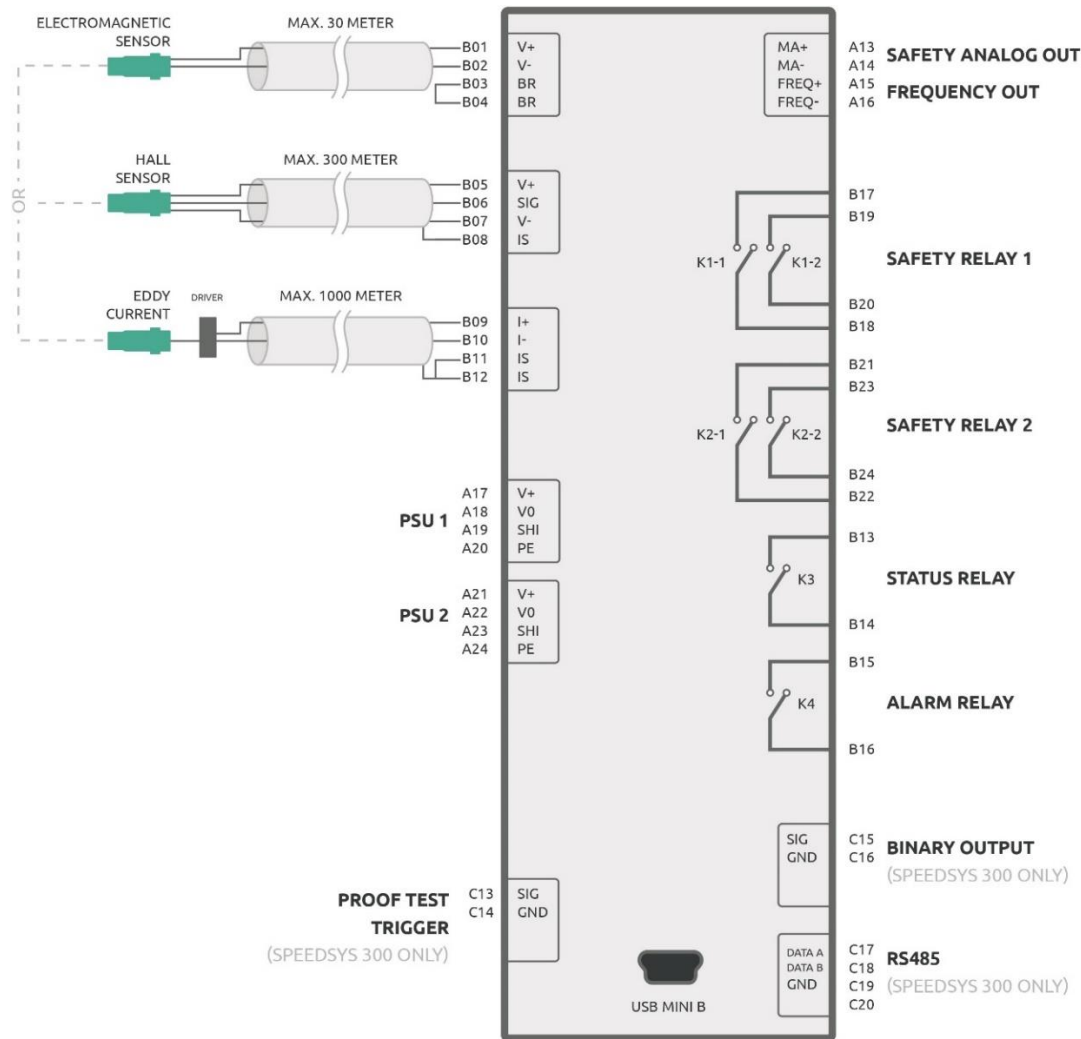 ELECTROMAGNETIC
SENSOR
MAX. 30 METER
B01 V+
B02 V-
B03 BR
B04 BR
OR
HALL
SENSOR
MAX. 300 METER
B05 V+
B06 SIG
B07 V-
B08 IS
EDDY
CURRENT
DRIVER
MAX. 1000 METER
B09 I+
B10 I-
B11 IS
B12 IS
PSU 1
A17 V+
A18 V0
A19 SHI
A20 PE
PSU 2
A21 V+
A22 V0
A23 SHI
A24 PE
PROOF TEST
TRIGGER
(SPEEDSYS 300 ONLY)
C13 SIG
C14 GND
USB MINI B
MA+ A13
MA- A14
SAFETY ANALOG OUT
FREQ+ A15
FREQ- A16
FREQUENCY OUT
B17
B19
K1-1 K1-2
SAFETY RELAY 1
B20
B18
B21
B23
K2-1 K2-2
SAFETY RELAY 2
B24
B22
B13
K3
STATUS RELAY
B14
B15
K4
ALARM RELAY
B16
SIG C15
GND C16
BINARY OUTPUT
(SPEEDSYS 300 ONLY)
DATA A C17
DATA B C18
GND C19
C20
RS485
(SPEEDSYS 300 ONLY)